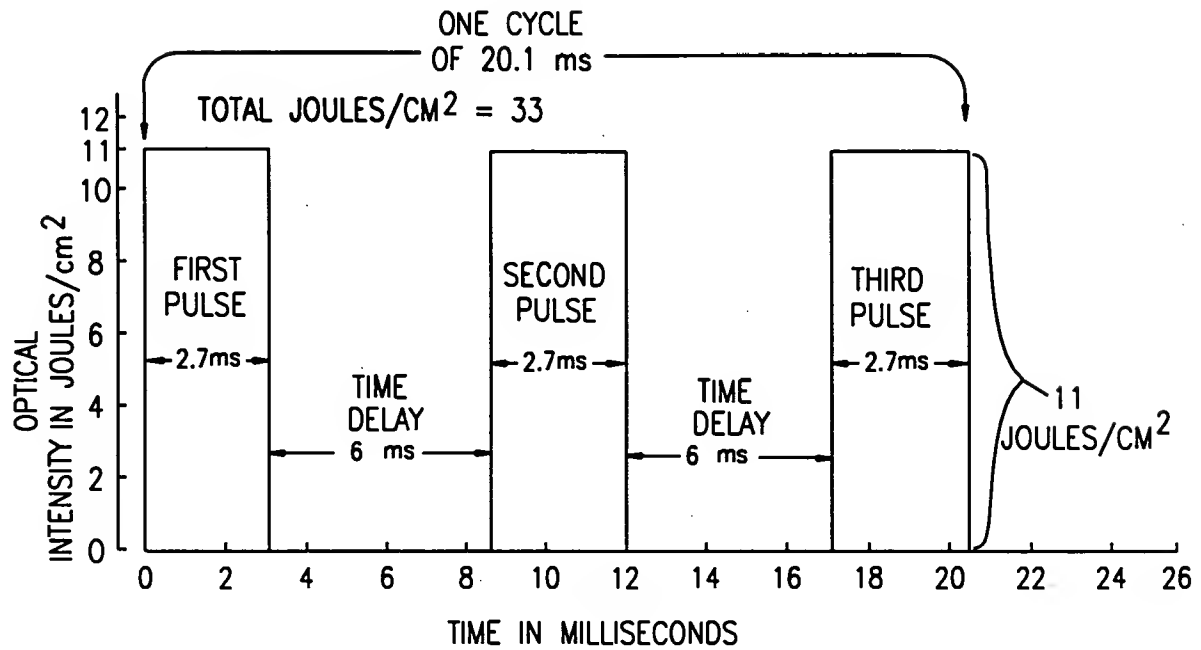 ONE CYCLE
OF 20.1 ms
TOTAL JOULES/CM² = 33
12
11
10
8
6
4
2
0
OPTICAL
INTENSITY IN JOULES/cm²
FIRST
PULSE
2.7ms
TIME
DELAY
6 ms
SECOND
PULSE
2.7ms
TIME
DELAY
6 ms
THIRD
PULSE
2.7ms
11
JOULES/CM²
0 2 4 6 8 10 12 14 16 18 20 22 24 26
TIME IN MILLISECONDS